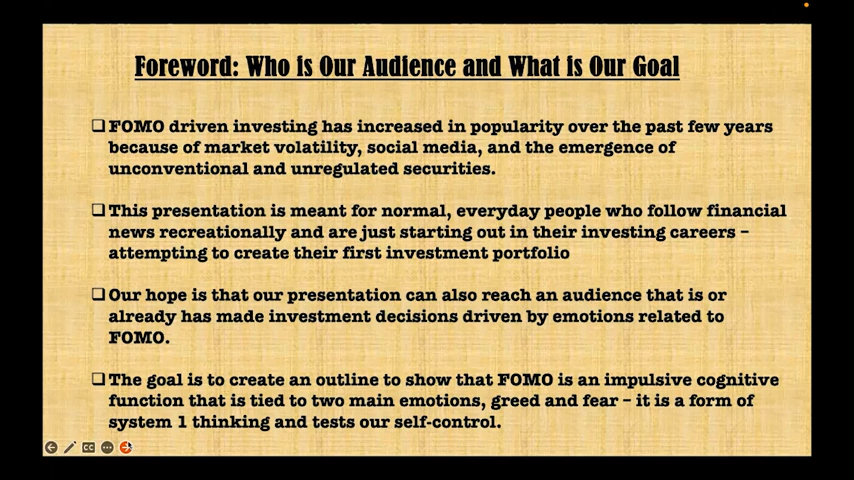 Foreword: Who is Our Audience and What is Our Goal
FOMO driven investing has increased in popularity over the past few years
because of market volatility, social media, and the emergence of
unconventional and unregulated securities.
This presentation is meant for normal, everyday people who follow financial
news recreationally and are just starting out in their investing careers –
attempting to create their first investment portfolio
Our hope is that our presentation can also reach an audience that is or
already has made investment decisions driven by emotions related to
FOMO.
The goal is to create an outline to show that FOMO is an impulsive cognitive
function that is tied to two main emotions, greed and fear – it is a form of
system 1 thinking and tests our self-control.
CC